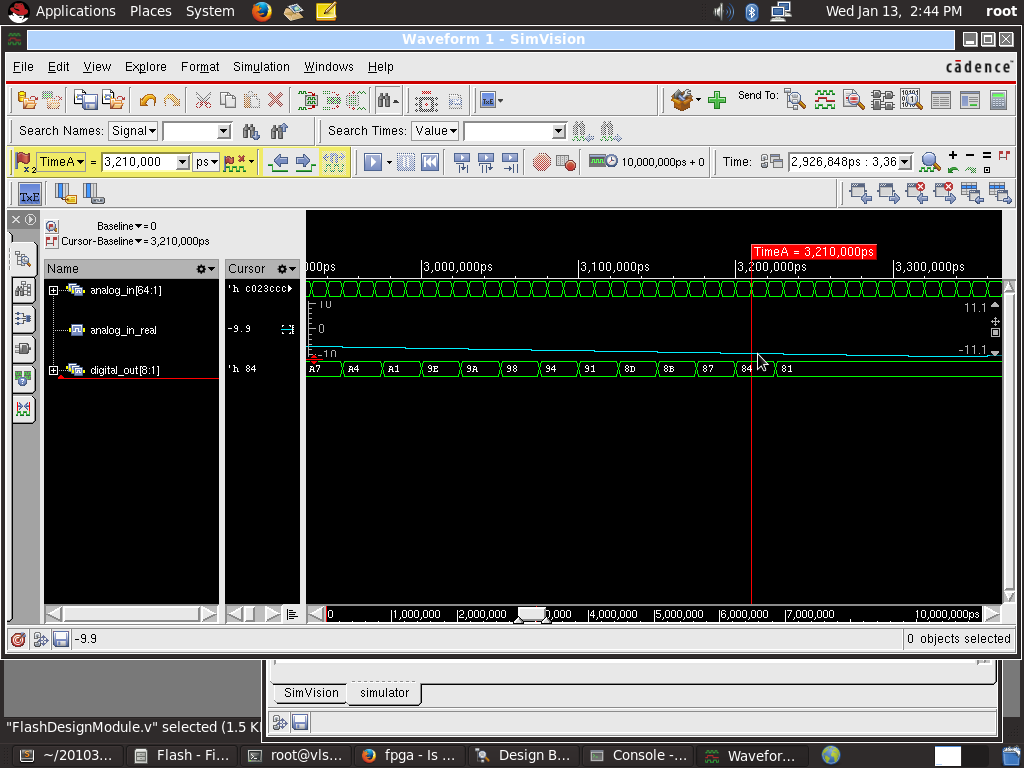 Applications Places System Wed Jan 13, 2:44 PM root
Waveform 1 - SimVision
File Edit View Explore Format Simulation Windows Help cādence
Send To:
Search Names: Signal Search Times: Value
x2 TimeA = 3,210,000 ps 10,000,000ps + 0 Time: 2,926,848ps : 3,36
TxE
Baseline = 0
Cursor-Baseline = 3,210,000ps
TimeA = 3,210,000ps
Name Cursor 000ps 3,000,000ps 3,100,000ps 3,200,000ps 3,300,000ps
analog_in[64:1] 'h c023ccc
10 11.1
analog_in_real -9.9 0
-10 -11.1
digital_out[8:1] 'h 84 A7 A4 A1 9E 9A 98 94 91 8D 8B 87 84 81
0 1,000,000 2,000,000 000 4,000,000 5,000,000 6,000,000 7,000,000 10,000,000ps
-9.9 0 objects selected
SimVision simulator
"FlashDesignModule.v" selected (1.5 K
~/20103... Flash - Fi... root@vls... fpga - Is ... Design B... Console -... Wavefor...